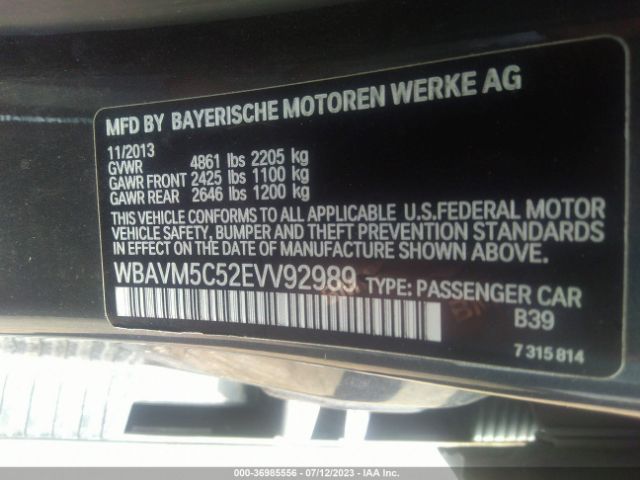 MFD BY BAYERISCHE MOTOREN WERKE AG
11/2013
GVWR 4861 lbs 2205 kg
GAWR FRONT 2425 lbs 1100 kg
GAWR REAR 2646 lbs 1200 kg
THIS VEHICLE CONFORMS TO ALL APPLICABLE U.S.FEDERAL MOTOR
VEHICLE SAFETY, BUMPER AND THEFT PREVENTION STANDARDS
IN EFFECT ON THE DATE OF MANUFACTURE SHOWN ABOVE.
WBAVM5C52EVV92989 TYPE: PASSENGER CAR
B39
7 315 814
000-36985556 - 07/12/2023 - IAA Inc.